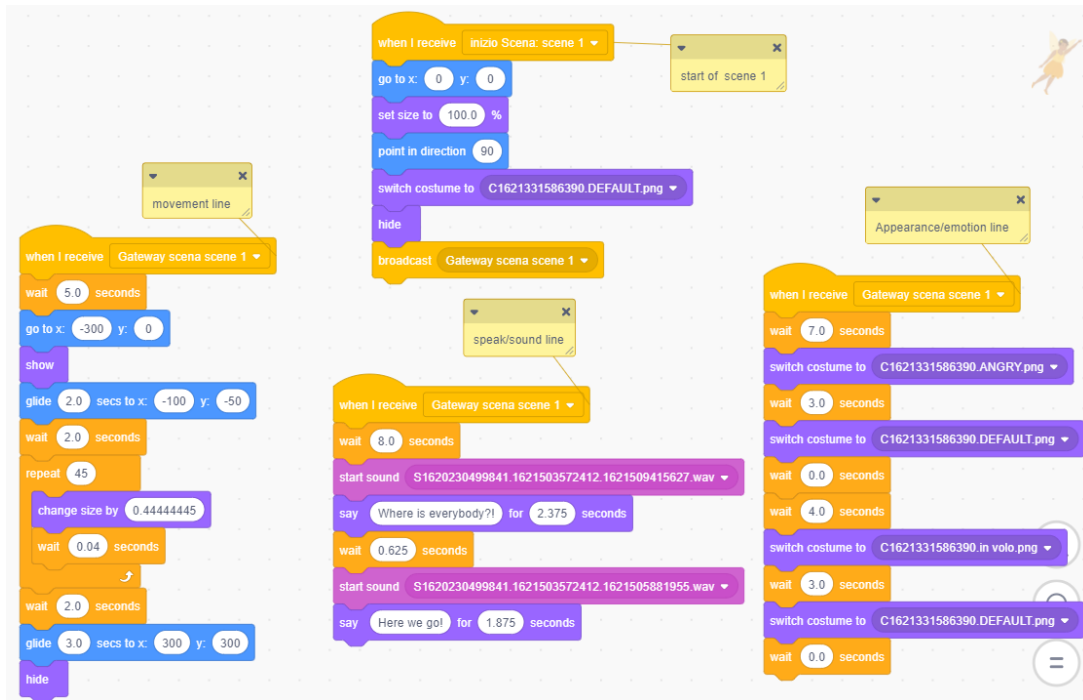 when I receive inizio Scena: scene 1
go to x: 0 y: 0
set size to 100.0 %
point in direction 90
switch costume to C1621331586390.DEFAULT.png
hide
broadcast Gateway scena scene 1
start of scene 1
movement line
when I receive Gateway scena scene 1
wait 5.0 seconds
go to x: -300 y: 0
show
glide 2.0 secs to x: -100 y: -50
wait 2.0 seconds
repeat 45
change size by 0.44444445
wait 0.04 seconds
wait 2.0 seconds
glide 3.0 secs to x: 300 y: 300
hide
speak/sound line
when I receive Gateway scena scene 1
wait 8.0 seconds
start sound S1620230499841.1621503572412.1621509415627.wav
say Where is everybody?! for 2.375 seconds
wait 0.625 seconds
start sound S1620230499841.1621503572412.1621505881955.wav
say Here we go! for 1.875 seconds
Appearance/emotion line
when I receive Gateway scena scene 1
wait 7.0 seconds
switch costume to C1621331586390.ANGRY.png
wait 3.0 seconds
switch costume to C1621331586390.DEFAULT.png
wait 0.0 seconds
wait 4.0 seconds
switch costume to C1621331586390.in volo.png
wait 3.0 seconds
switch costume to C1621331586390.DEFAULT.png
wait 0.0 seconds